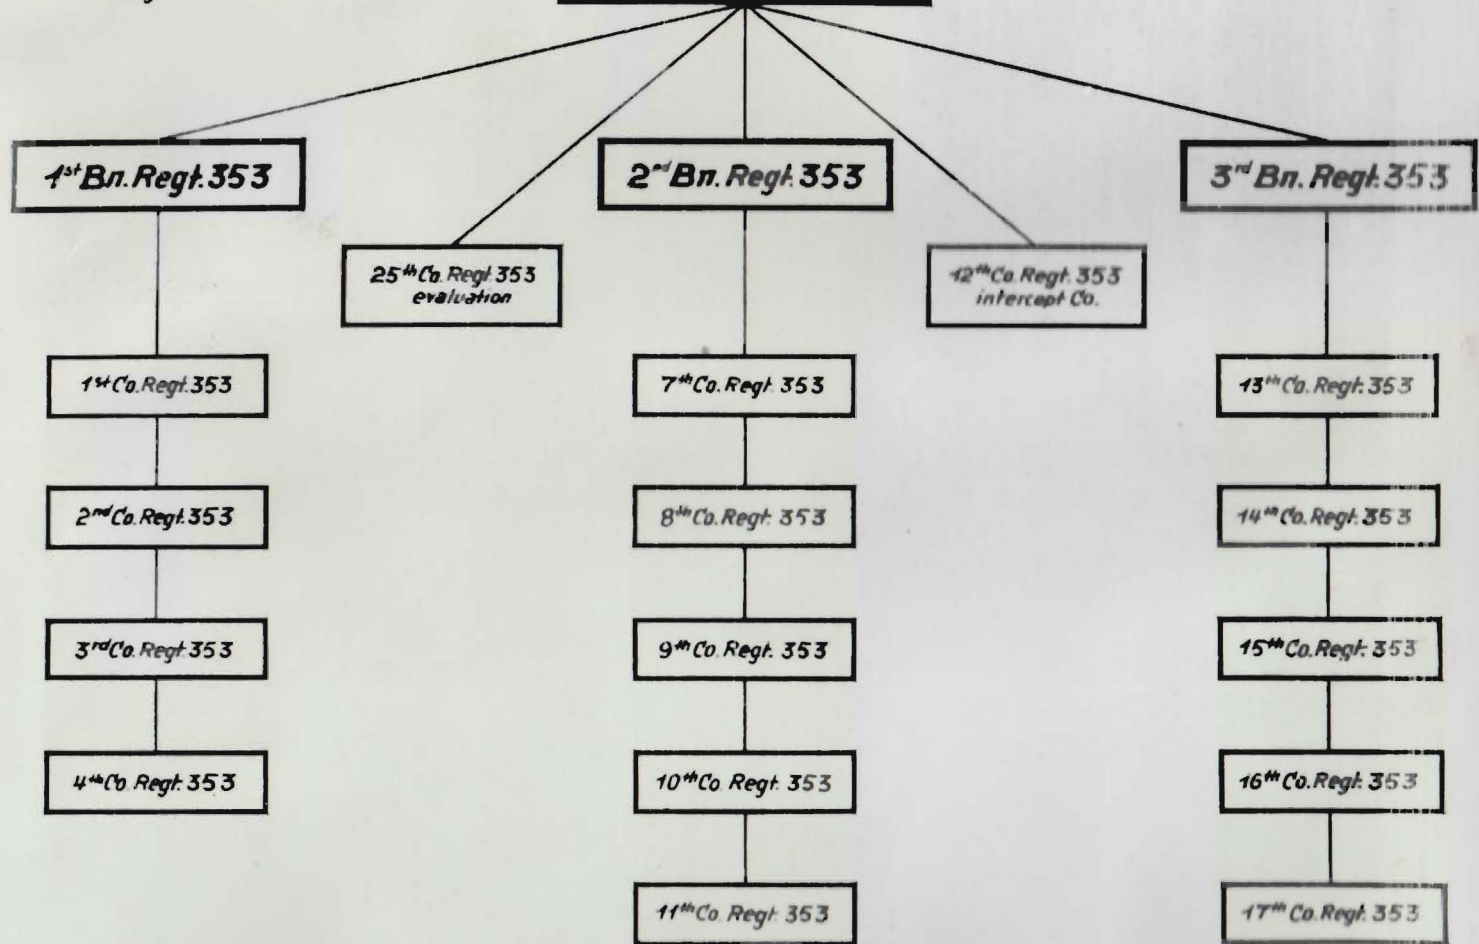 1st Bn. Regt. 353
2nd Bn. Regt. 353
3rd Bn. Regt. 353
25th Co. Regt. 353
evaluation
12th Co. Regt. 353
intercept Co.
1st Co. Regt. 353
7th Co. Regt. 353
13th Co. Regt. 353
2nd Co. Regt. 353
8th Co. Regt. 353
14th Co. Regt. 353
3rd Co. Regt. 353
9th Co. Regt. 353
15th Co. Regt. 353
4th Co. Regt. 353
10th Co. Regt. 353
16th Co. Regt. 353
11th Co. Regt. 353
17th Co. Regt. 353